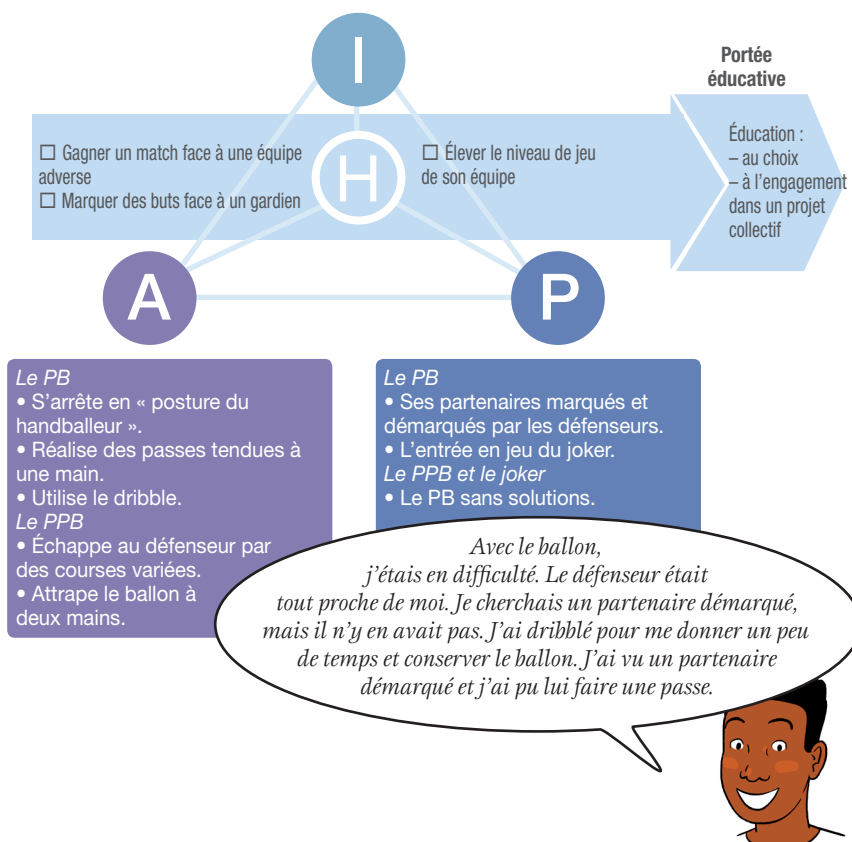 I
Portée
éducative
□ Gagner un match face à une équipe
adverse
□ Marquer des buts face à un gardien
H
□ Élever le niveau de jeu
de son équipe
Éducation :
– au choix
– à l'engagement
dans un projet
collectif
A
P
Le PB
• S'arrête en « posture du
handballeur ».
• Réalise des passes tendues à
une main.
• Utilise le dribble.
Le PPB
• Échappe au défenseur par
des courses variées.
• Attrape le ballon à
deux mains.
Le PB
• Ses partenaires marqués et
démarqués par les défenseurs.
• L'entrée en jeu du joker.
Le PPB et le joker
• Le PB sans solutions.
Avec le ballon,
j'étais en difficulté. Le défenseur était
tout proche de moi. Je cherchais un partenaire démarqué,
mais il n'y en avait pas. J'ai dribblé pour me donner un peu
de temps et conserver le ballon. J'ai vu un partenaire
démarqué et j'ai pu lui faire une passe.